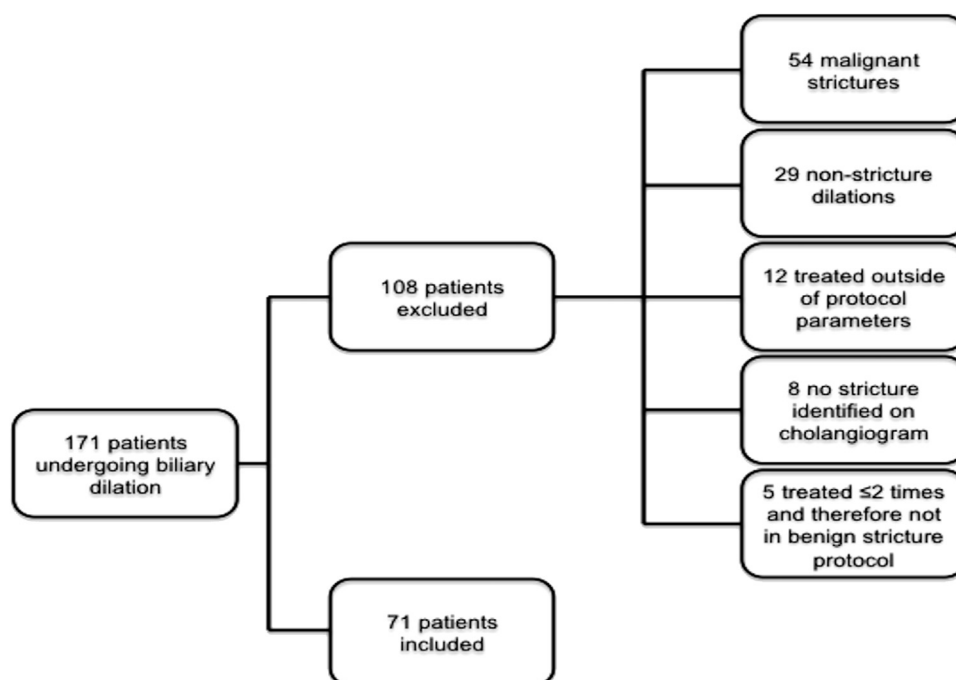 171 patients
undergoing biliary
dilation
108 patients
excluded
71 patients
included
54 malignant
strictures
29 non-stricture
dilations
12 treated outside
of protocol
parameters
8 no stricture
identified on
cholangiogram
5 treated ≤2 times
and therefore not
in benign stricture
protocol